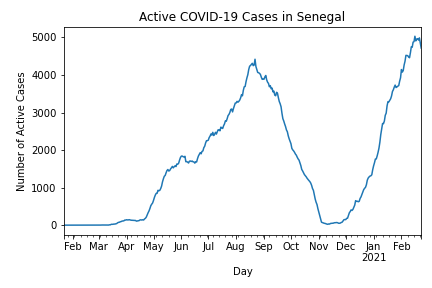 Active COVID-19 Cases in Senegal
Number of Active Cases
5000
4000
3000
2000
1000
0
Feb Mar Apr May Jun Jul Aug Sep Oct Nov Dec Jan Feb
2021
Day